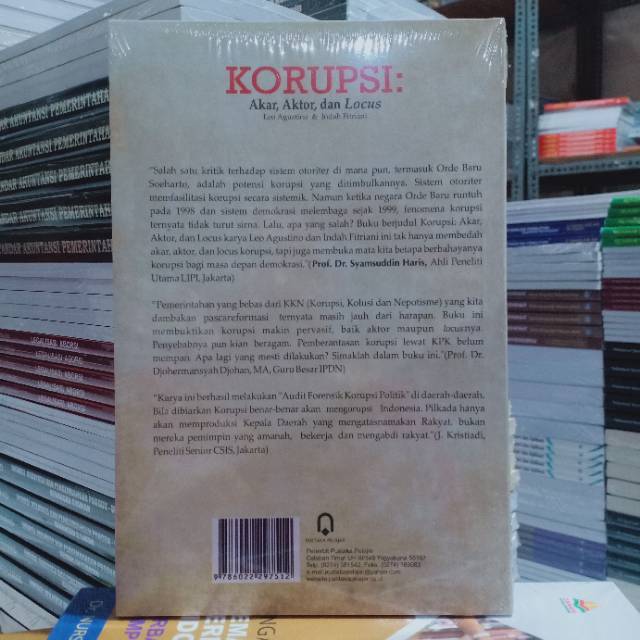 KORUPSI:
Akar, Aktor, dan Locus
Leo Agustino & Indah Fitriani
"Salah satu kritik terhadap sistem otoriter di mana pun, termasuk Orde Baru
Soeharto, adalah potensi korupsi yang ditimbulkannya. Sistem otoriter
memfasilitasi korupsi secara sistemik. Namun ketika negara Orde Baru runtuh
pada 1998 dan sistem demokrasi melembaga sejak 1999, fenomena korupsi
ternyata tidak turut sirna. Lalu, apa yang salah? Buku berjudul Korupsi: Akar,
Aktor, dan Locus karya Leo Agustino dan Indah Fitriani ini tak hanya membedah
akar, aktor, dan locus korupsi, tapi juga membuka mata kita betapa berbahayanya
korupsi bagi masa depan demokrasi."(Prof. Dr. Syamsuddin Haris, Ahli Peneliti
Utama LIPI, Jakarta)
"Pemerintahan yang bebas dari KKN (Korupsi, Kolusi dan Nepotisme) yang kita
dambakan pascareformasi ternyata masih jauh dari harapan. Buku ini
membuktikan korupsi makin pervasif, baik aktor maupun locusnya.
Penyebabnya pun kian beragam. Pemberantasan korupsi lewat KPK belum
mempan. Apa lagi yang mesti dilakukan? Simaklah dalam buku ini."(Prof. Dr.
Djohermansyah Djohan, MA, Guru Besar IPDN)
"Karya ini berhasil melakukan "Audit Forensik Korupsi Politik" di daerah-daerah.
Bila dibiarkan Korupsi benar-benar akan mengorupsi Indonesia. Pilkada hanya
akan mereproduksi Kepala Daerah yang mengatasnamakan Rakyat, bukan
mereka pemimpin yang amanah, bekerja dan mengabdi rakyat."(J. Kristiadi,
Peneliti Senior CSIS, Jakarta)
PUSTAKA PELAJAR
Penerbit Pustaka Pelajar
9786022297512